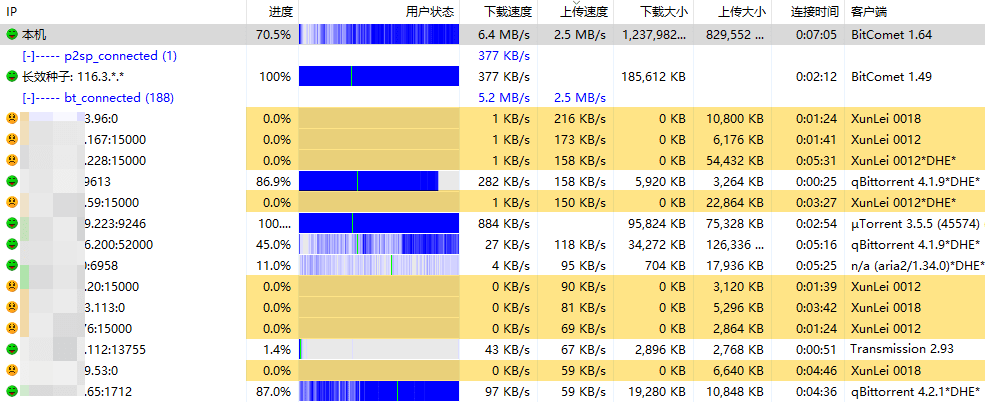 IP 进度 用户状态 下载速度 上传速度 下载大小 上传大小 连接时间 客户端
本机 70.5% 6.4 MB/s 2.5 MB/s 1,237,982... 829,552 ... 0:07:05 BitComet 1.64
[-]----- p2sp_connected (1) 377 KB/s
长效种子: 116.3.*.* 100% 377 KB/s 185,612 KB 0:02:12 BitComet 1.49
[-]----- bt_connected (188) 5.2 MB/s 2.5 MB/s
3.96:0 0.0% 1 KB/s 216 KB/s 0 KB 10,800 KB 0:01:24 XunLei 0018
.167:15000 0.0% 1 KB/s 173 KB/s 0 KB 6,176 KB 0:01:41 XunLei 0012
.228:15000 0.0% 1 KB/s 158 KB/s 0 KB 54,432 KB 0:05:31 XunLei 0012*DHE*
9613 86.9% 282 KB/s 158 KB/s 5,920 KB 3,264 KB 0:00:25 qBittorrent 4.1.9*DHE*
.59:15000 0.0% 1 KB/s 150 KB/s 0 KB 22,864 KB 0:03:27 XunLei 0012*DHE*
9.223:9246 100.... 884 KB/s 95,824 KB 75,328 KB 0:02:54 µTorrent 3.5.5 (45574)
6.200:52000 45.0% 27 KB/s 118 KB/s 34,272 KB 126,336 ... 0:05:16 qBittorrent 4.1.9*DHE*
0:6958 11.0% 4 KB/s 95 KB/s 704 KB 17,936 KB 0:05:25 n/a (aria2/1.34.0)*DHE*
.20:15000 0.0% 0 KB/s 90 KB/s 0 KB 3,120 KB 0:01:39 XunLei 0012
3.113:0 0.0% 0 KB/s 81 KB/s 0 KB 5,296 KB 0:03:42 XunLei 0018
76:15000 0.0% 0 KB/s 69 KB/s 0 KB 2,864 KB 0:01:24 XunLei 0012
.112:13755 1.4% 43 KB/s 67 KB/s 2,896 KB 2,768 KB 0:00:51 Transmission 2.93
9.53:0 0.0% 0 KB/s 59 KB/s 0 KB 6,640 KB 0:04:46 XunLei 0018
.65:1712 87.0% 97 KB/s 59 KB/s 19,280 KB 10,848 KB 0:04:36 qBittorrent 4.2.1*DHE*